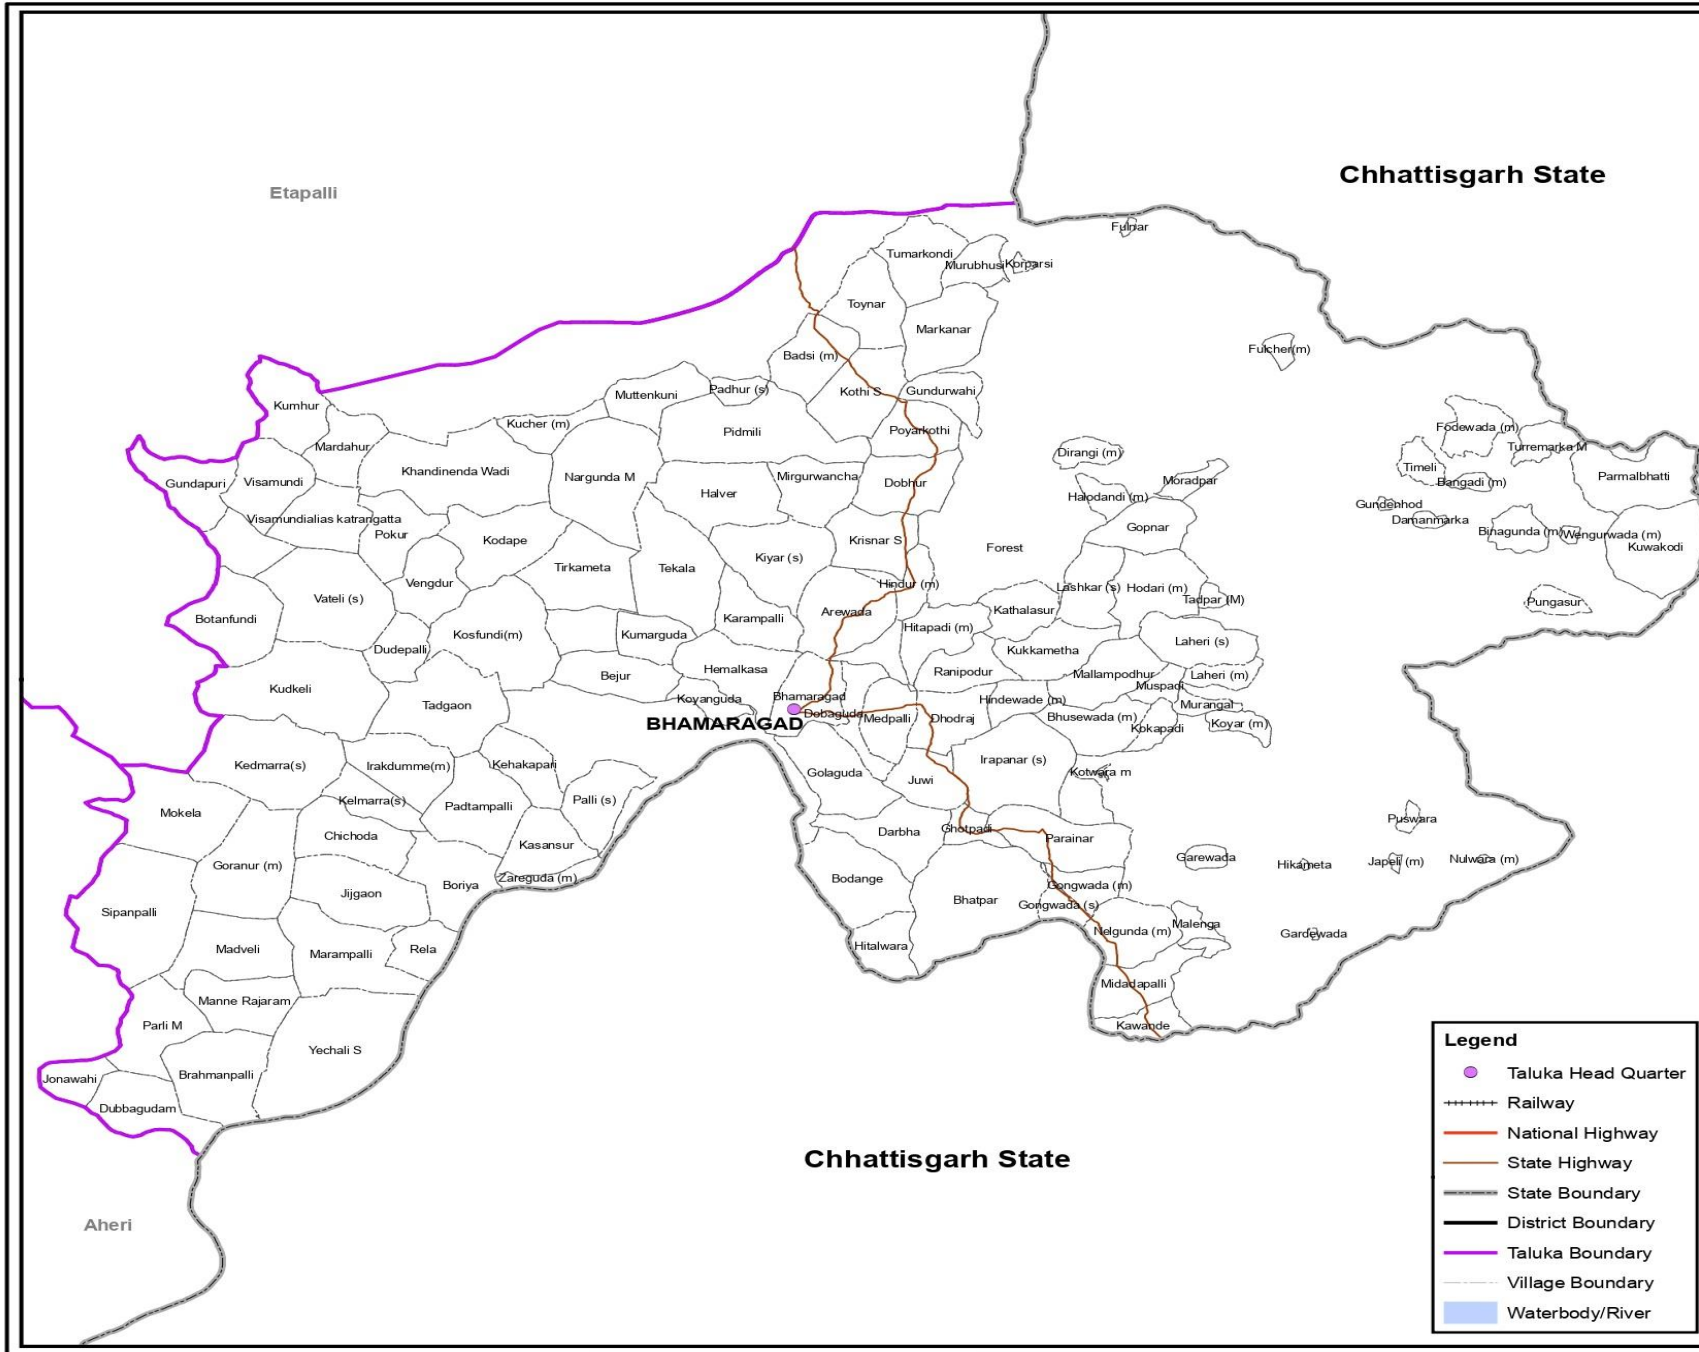 Chhattisgarh State
Etapalli
Fulnar
Tumarkondi
Murubhusi
Korparsi
Toynar
Markanar
Badsi (m)
Fulcher(m)
Kothi S
Gundurwahi
Padhur (s)
Muttenkuni
Kumhur
Kucher (m)
Pidmili
Poyarkothi
Mardahur
Fodewada (m)
Turremarka M
Dirangi (m)
Timeli
Khandinenda Wadi
Nargunda M
Mirgurwancha
Dobhur
Moradpar
Bangadi (m)
Parmalbhatti
Gundapuri
Visamundi
Halver
Halodandi (m)
Gundenhod
Damanmarka
Visamundialias katrangatta
Pokur
Gopnar
Binagunda (m)
Wengurwada (m)
Kuwakodi
Kodape
Krisnar S
Forest
Kiyar (s)
Tirkameta
Tekala
Vengdur
Hindur (m)
Lashkar (s)
Hodari (m)
Tadpar (M)
Pungasur
Vateli (s)
Botanfundi
Karampalli
Arewada
Kathalasur
Hitapadi (m)
Kosfundi(m)
Kumarguda
Dudepalli
Kukkametha
Laheri (s)
Hemalkasa
Ranipodur
Mallampodhur
Laheri (m)
Bejur
Muspadi
Kudkeli
Koyanguda
Bhamaragad
Hindewade (m)
Murangal
Tadgaon
Dobaguda
Medpalli
Dhodraj
Bhusewada (m)
Kokapadi
Koyar (m)
BHAMARAGAD
Kedmarra(s)
Irakdumme(m)
Kehakapari
Irapanar (s)
Golaguda
Juwi
Kotwara m
Kelmarra(s)
Padtampalli
Palli (s)
Mokela
Chichoda
Darbha
Ghotpadi
Parainar
Puswara
Kasansur
Goranur (m)
Garewada
Hikameta
Japeli (m)
Nulwara (m)
Zareguda (m)
Bodange
Boriya
Jijgaon
Gongwada (m)
Bhatpar
Gongwada (s)
Sipanpalli
Malenga
Nelgunda (m)
Gardewada
Madveli
Marampalli
Rela
Hitalwara
Midadapalli
Manne Rajaram
Parli M
Kawande
Yechali S
Brahmanpalli
Jonawahi
Dubbagudam
Chhattisgarh State
Aheri
Legend
Taluka Head Quarter
Railway
National Highway
State Highway
State Boundary
District Boundary
Taluka Boundary
Village Boundary
Waterbody/River